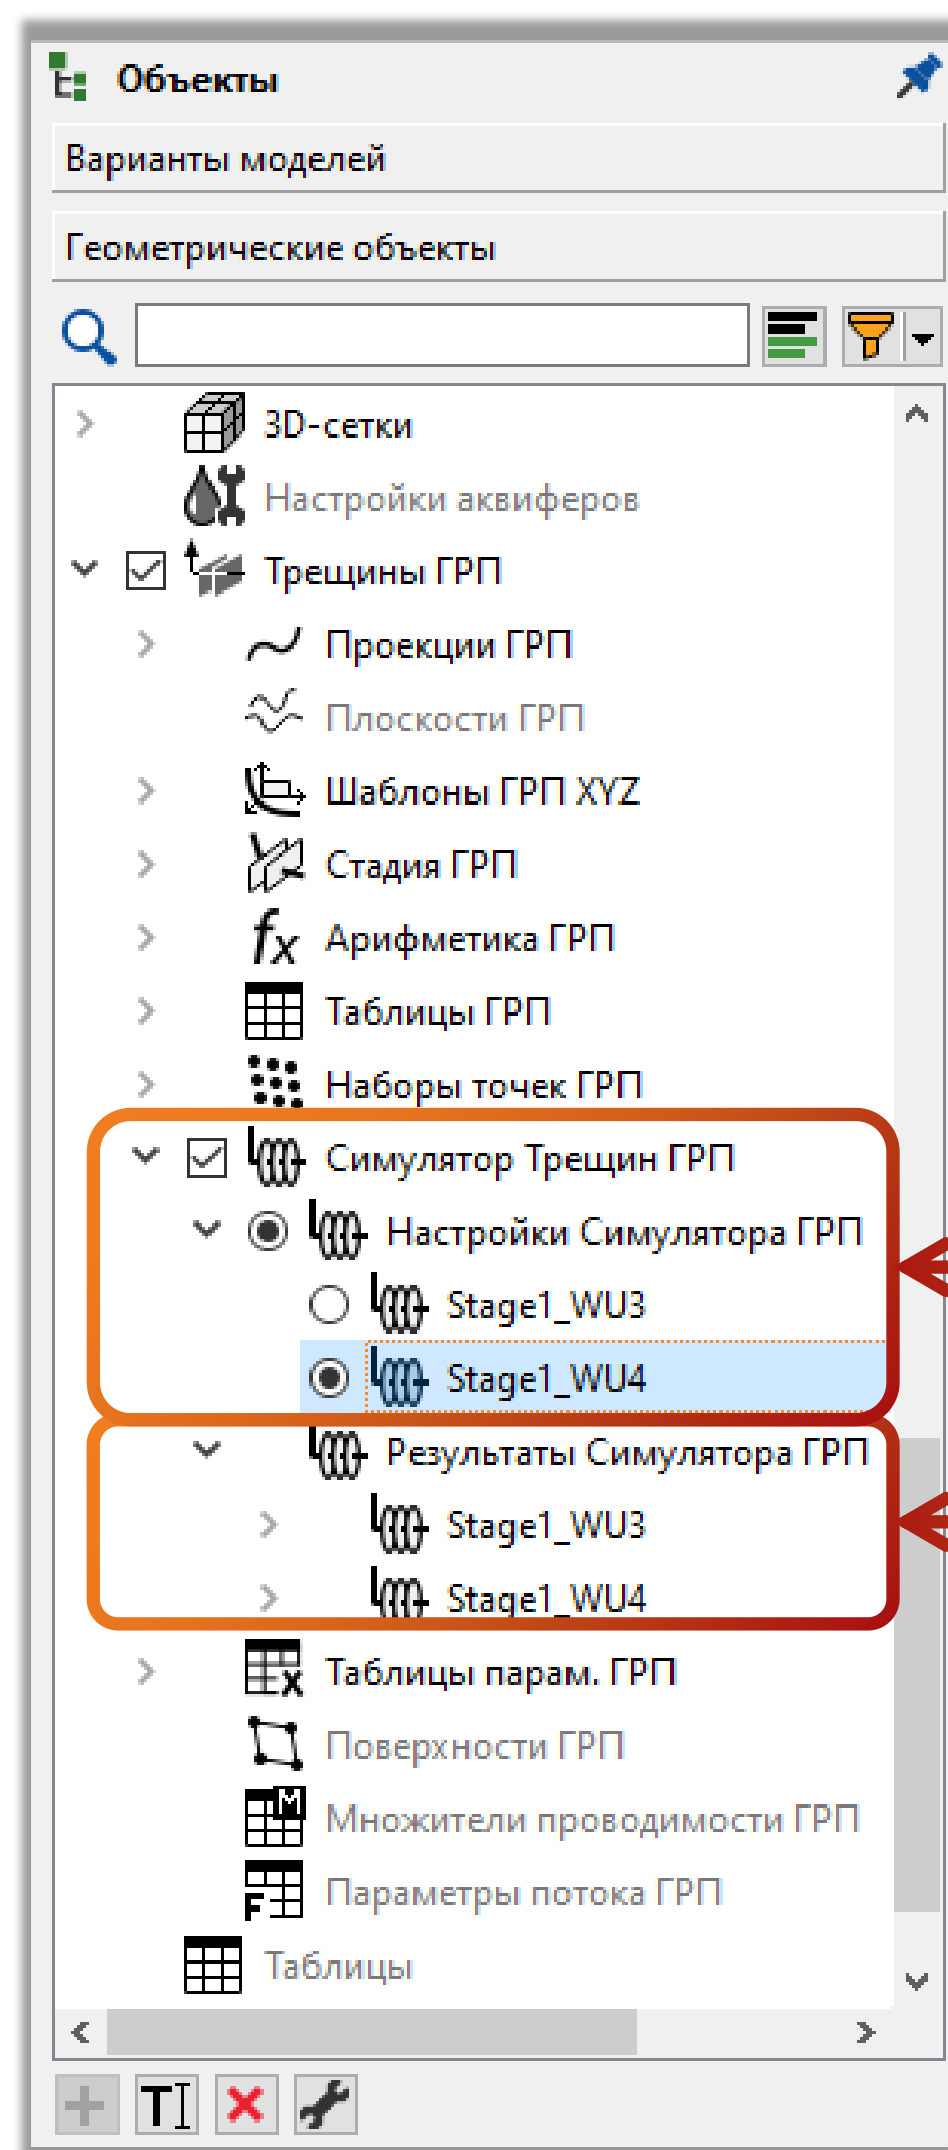 Объекты
Варианты моделей
Геометрические объекты
3D-сетки
Настройки аквиферов
Трещины ГРП
Проекции ГРП
Плоскости ГРП
Шаблоны ГРП XYZ
Стадия ГРП
fx Арифметика ГРП
Таблицы ГРП
Наборы точек ГРП
Симулятор Трещин ГРП
Настройки Симулятора ГРП
Stage1_WU3
Stage1_WU4
Результаты Симулятора ГРП
Stage1_WU3
Stage1_WU4
Таблицы парам. ГРП
Поверхности ГРП
Множители проводимости ГРП
Параметры потока ГРП
Таблицы